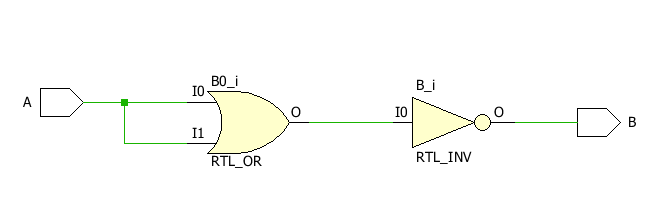 A
I0
I1
B0_i
O
RTL_OR
I0
B_i
O
RTL_INV
B